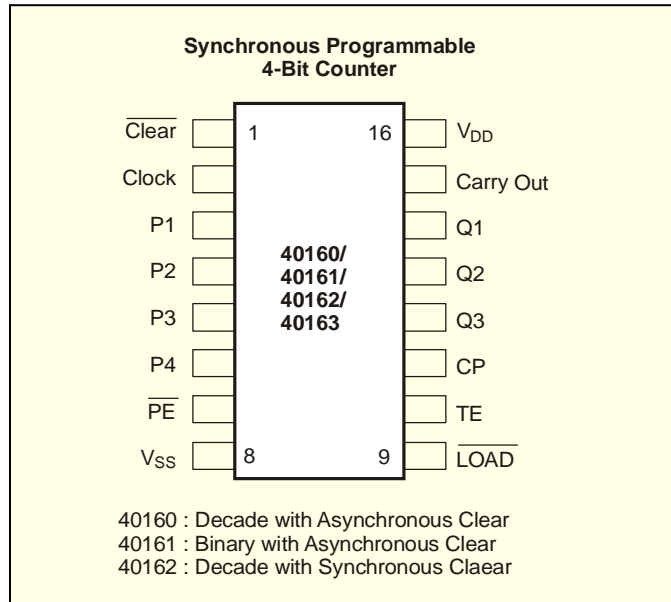 Synchronous Programmable
4-Bit Counter
Clear 1 16 VDD
Clock Carry Out
P1 Q1
P2 40160/ Q2
40161/
P3 40162/ Q3
40163
P4 CP
PE TE
VSS 8 9 LOAD
40160 : Decade with Asynchronous Clear
40161 : Binary with Asynchronous Clear
40162 : Decade with Synchronous Claear